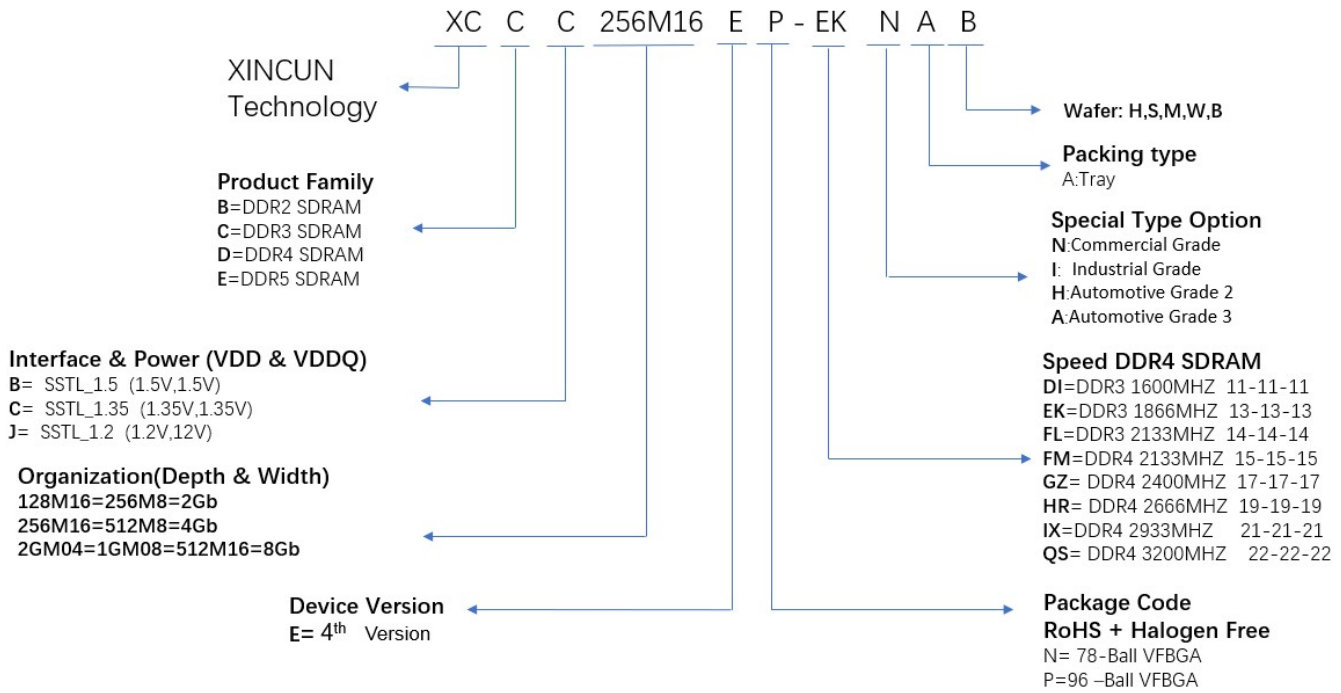 XC C C 256M16 E P - EK N A B
XINCUN
Technology
Product Family
B=DDR2 SDRAM
C=DDR3 SDRAM
D=DDR4 SDRAM
E=DDR5 SDRAM
Interface & Power (VDD & VDDQ)
B= SSTL_1.5 (1.5V,1.5V)
C= SSTL_1.35 (1.35V,1.35V)
J= SSTL_1.2 (1.2V,12V)
Organization(Depth & Width)
128M16=256M8=2Gb
256M16=512M8=4Gb
2GM04=1GM08=512M16=8Gb
Device Version
E= 4th Version
Wafer: H,S,M,W,B
Packing type
A:Tray
Special Type Option
N:Commercial Grade
I: Industrial Grade
H:Automotive Grade 2
A:Automotive Grade 3
Speed DDR4 SDRAM
DI=DDR3 1600MHZ 11-11-11
EK=DDR3 1866MHZ 13-13-13
FL=DDR3 2133MHZ 14-14-14
FM=DDR4 2133MHZ 15-15-15
GZ= DDR4 2400MHZ 17-17-17
HR= DDR4 2666MHZ 19-19-19
IX=DDR4 2933MHZ 21-21-21
QS= DDR4 3200MHZ 22-22-22
Package Code
RoHS + Halogen Free
N= 78-Ball VFBGA
P=96 –Ball VFBGA